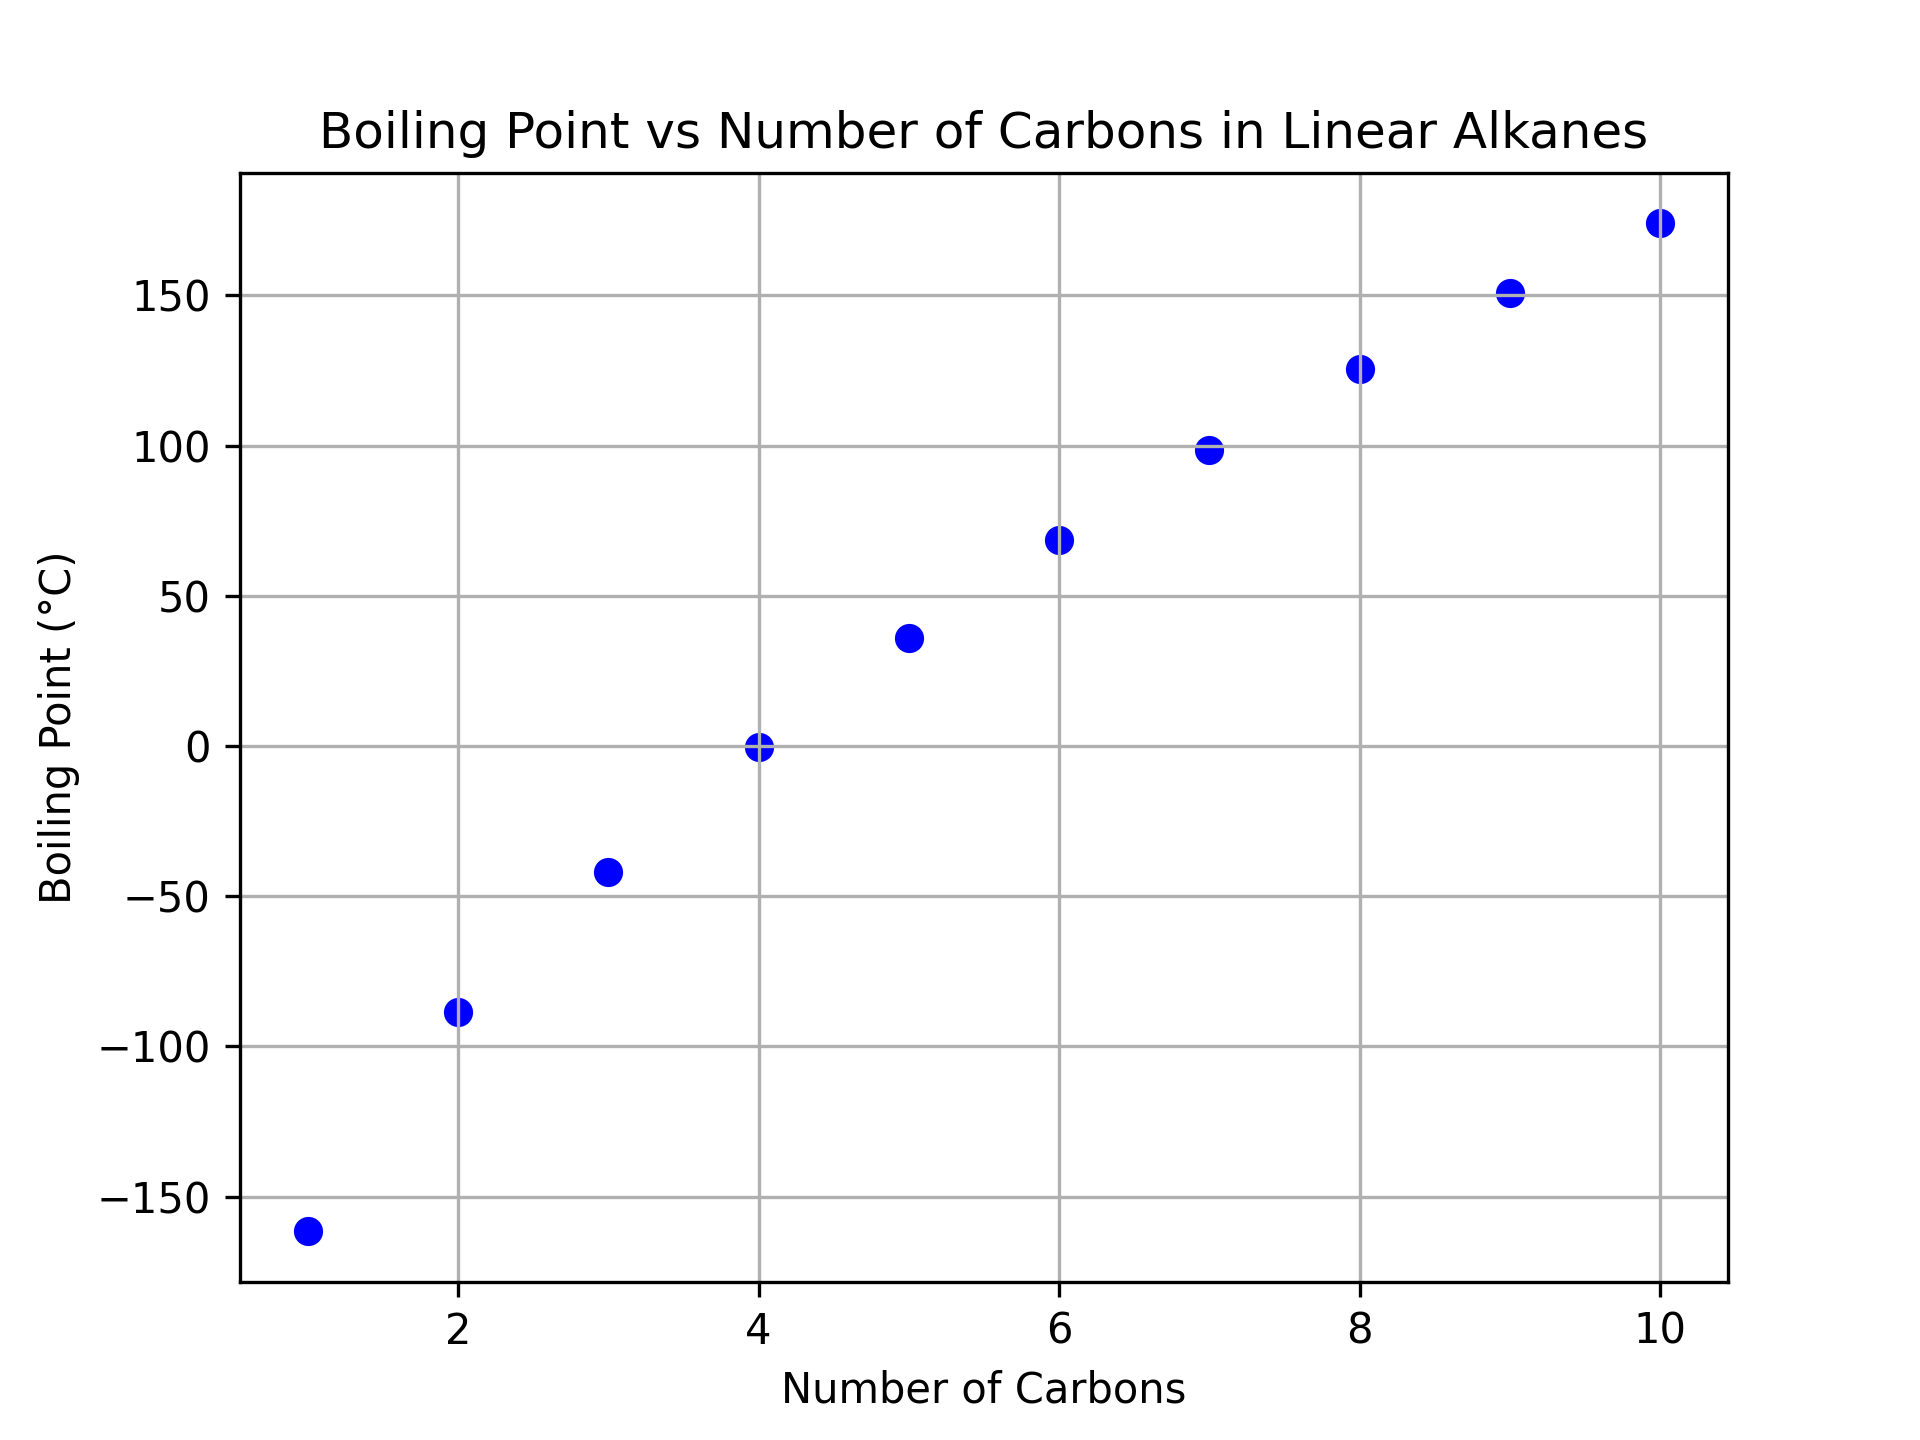 Boiling Point vs Number of Carbons in Linear Alkanes
150
100
50
0
−50
−100
−150
Boiling Point (°C)
2 4 6 8 10
Number of Carbons